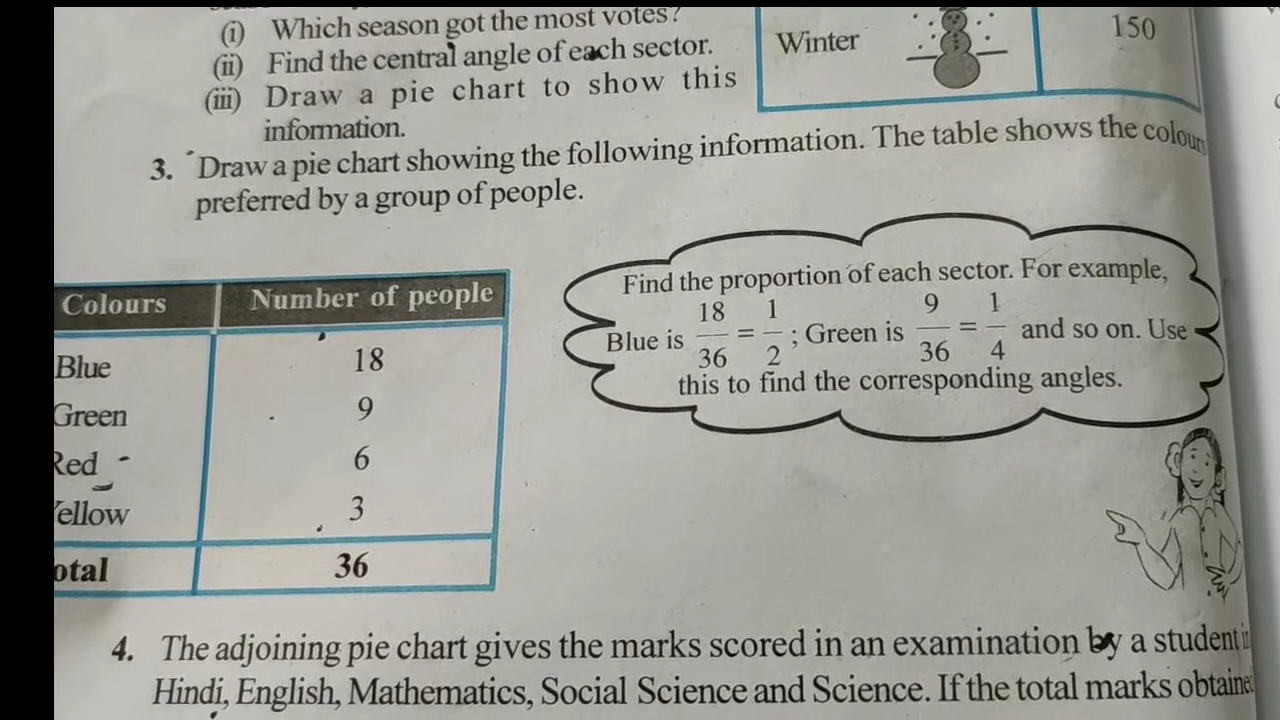 (i) Which season got the most votes?
(ii) Find the central angle of each sector.
(iii) Draw a pie chart to show this
information.
Winter 150
3. Draw a pie chart showing the following information. The table shows the colours
preferred by a group of people.
Colours Number of people
Blue 18
Green 9
Red 6
Yellow 3
Total 36
Find the proportion of each sector. For example,
Blue is 18/36 = 1/2 ; Green is 9/36 = 1/4 and so on. Use
this to find the corresponding angles.
4. The adjoining pie chart gives the marks scored in an examination by a student in
Hindi, English, Mathematics, Social Science and Science. If the total marks obtained